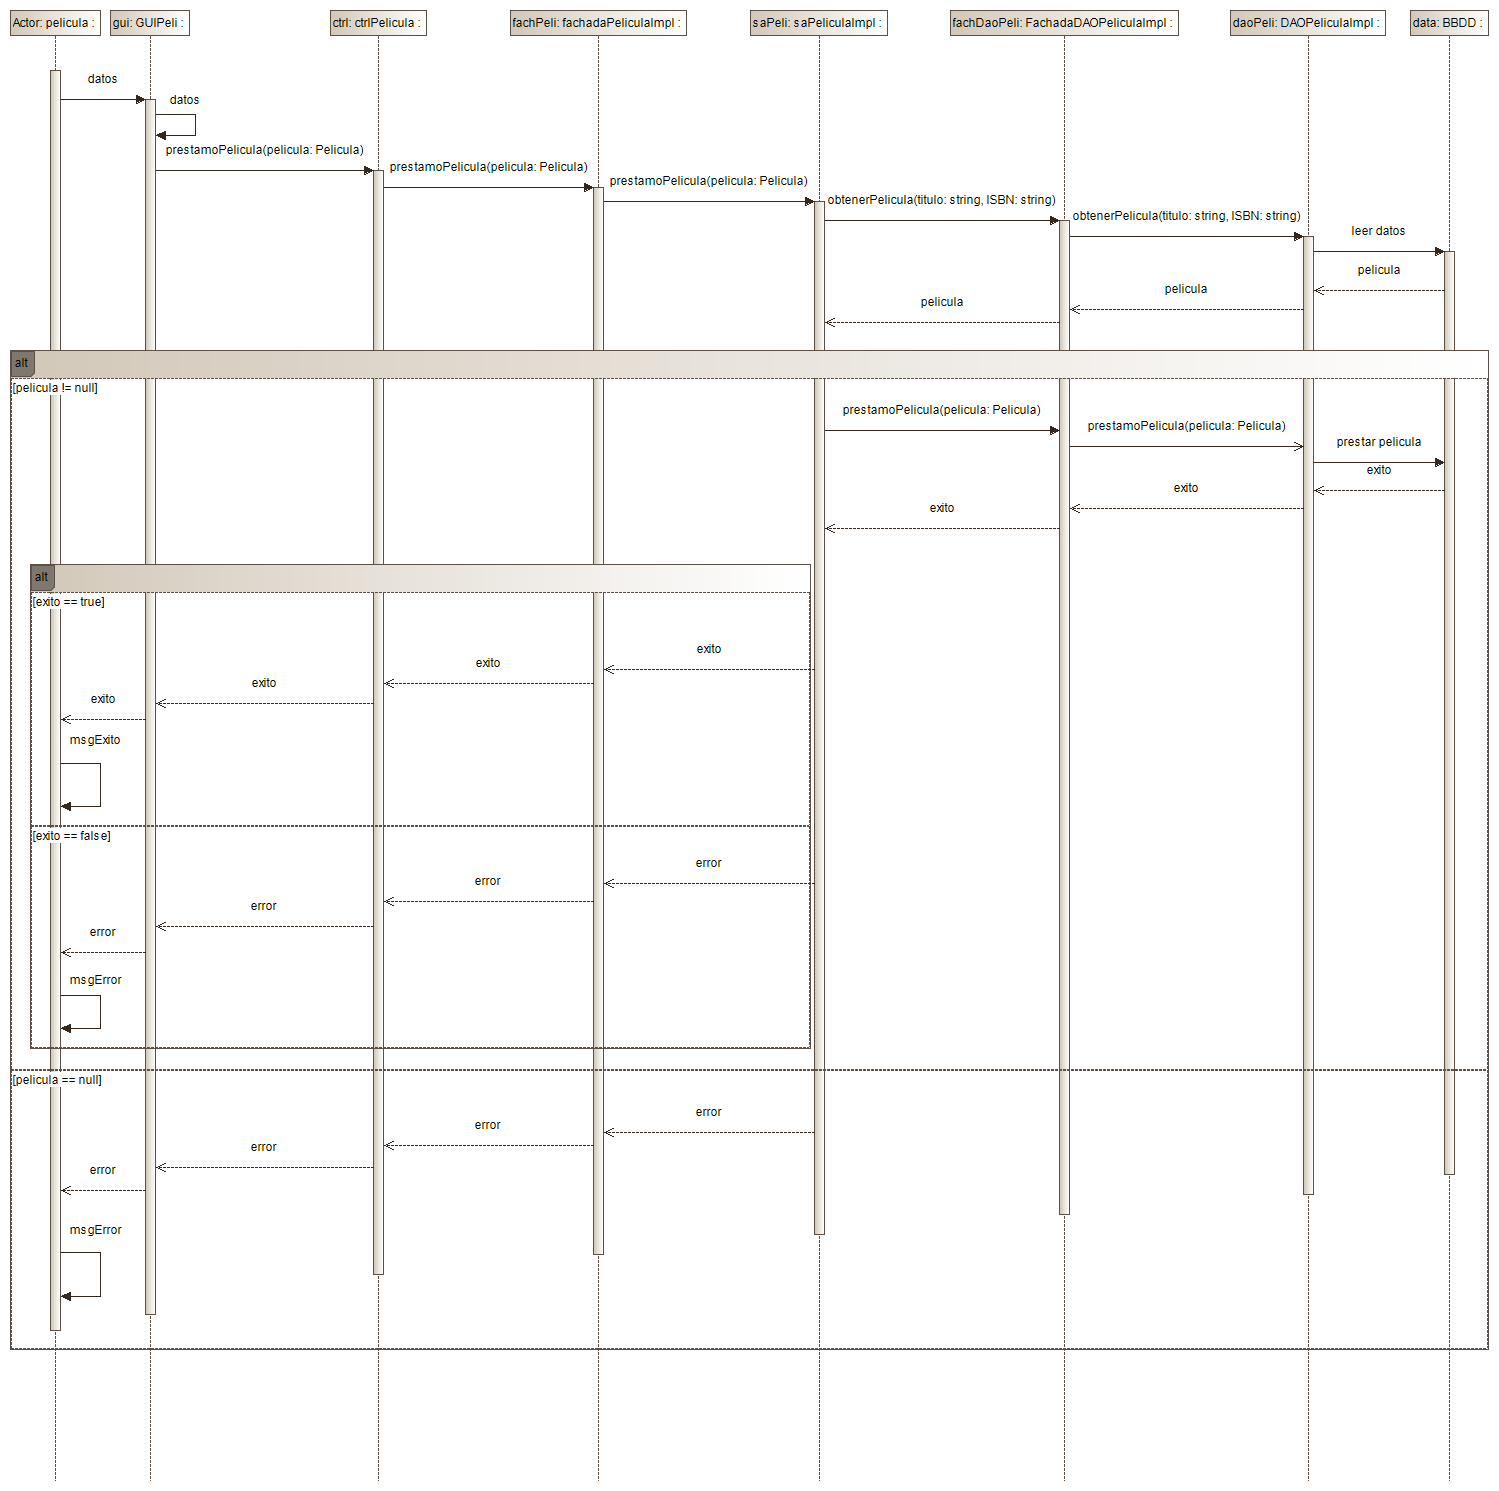 Actor: pelicula :
gui: GUIPeli :
ctrl: ctrlPelicula :
fachPeli: fachadaPeliculaImpl :
saPeli: saPeliculaImpl :
fachDaoPeli: FachadaDAOPeliculaImpl :
daoPeli: DAOPeliculaImpl :
data: BBDD :
datos
datos
prestamoPelicula(pelicula: Pelicula)
prestamoPelicula(pelicula: Pelicula)
prestamoPelicula(pelicula: Pelicula)
obtenerPelicula(titulo: string, ISBN: string)
obtenerPelicula(titulo: string, ISBN: string)
leer datos
pelicula
pelicula
pelicula
alt
[pelicula != null]
prestamoPelicula(pelicula: Pelicula)
prestamoPelicula(pelicula: Pelicula)
prestar pelicula
exito
exito
exito
alt
[exito == true]
exito
exito
exito
exito
msgExito
[exito == false]
error
error
error
error
msgError
[pelicula == null]
error
error
error
error
msgError